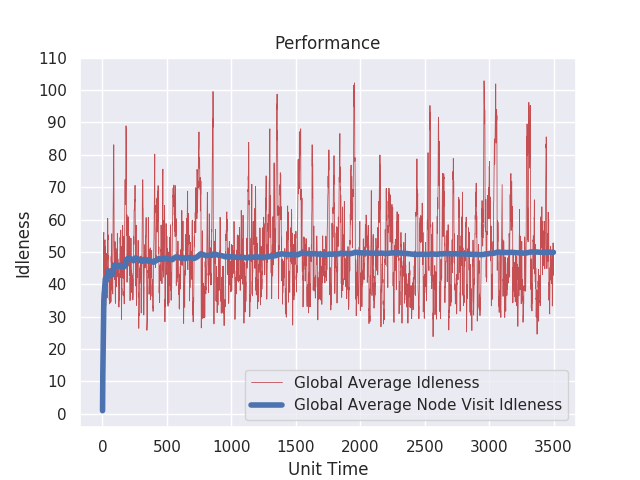 Performance
110
100
90
80
70
60
50
40
30
20
10
0
Idleness
Global Average Idleness
Global Average Node Visit Idleness
0 500 1000 1500 2000 2500 3000 3500
Unit Time